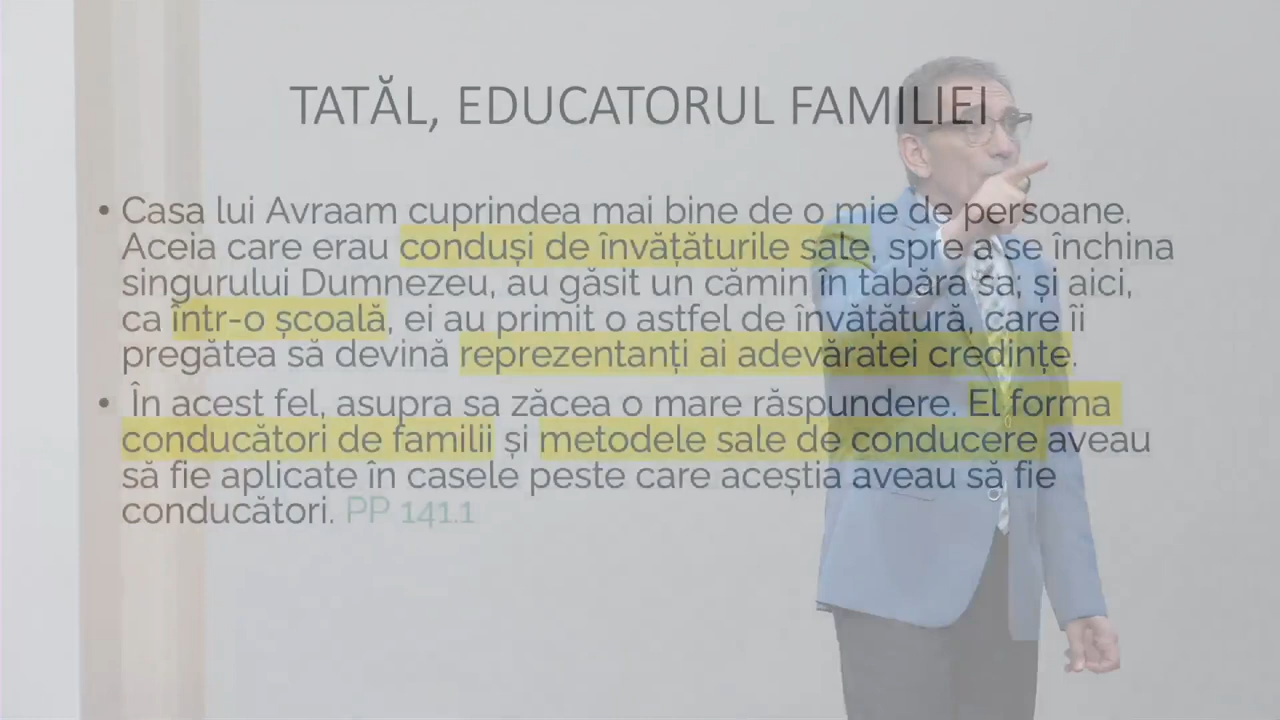 TATĂL, EDUCATORUL FAMILIEI
• Casa lui Avraam cuprindea mai bine de o mie de persoane.
Aceia care erau conduși de învățăturile sale, spre a se închina
singurului Dumnezeu, au găsit un cămin în tabăra sa; și aici,
ca într-o școală, ei au primit o astfel de învățătură, care îi
pregătea să devină reprezentanți ai adevăratei credințe.
• În acest fel, asupra sa zăcea o mare răspundere. El forma
conducători de familii și metodele sale de conducere aveau
să fie aplicate în casele peste care aceștia aveau să fie
conducători. PP 141.1